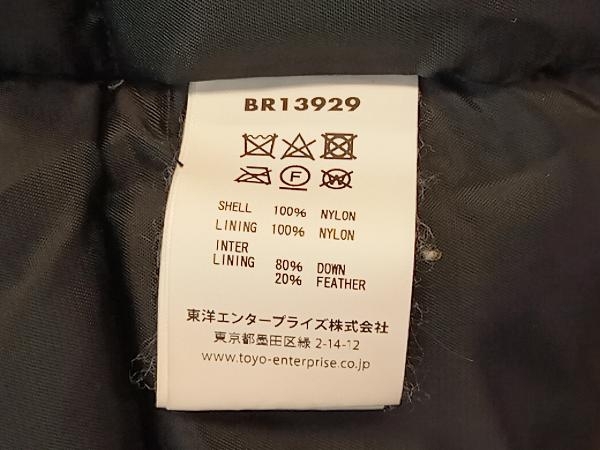 BR13929
F W
SHELL 100% NYLON
LINING 100% NYLON
INTER
LINING 80% DOWN
20% FEATHER
東洋エンタープライズ株式会社
東京都墨田区緑 2-14-12
www.toyo-enterprise.co.jp